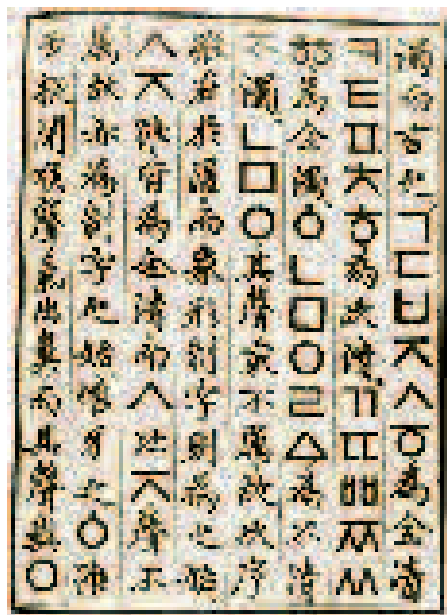 濁而言之ㄱㄷㅂㅈㅅㆆ爲全淸
ㅋㅌㅍㅊㅎ爲次淸ㄲㄸㅃㅉㅆ
ㆅ爲全濁ㆁㄴㅁㅇㄹㅿ爲不淸
不濁ㄴㅁㅇ其聲㝡不厲故次序
雖在於後而象形制字則爲之始
ㅅㅈ雖皆爲全淸而ㅅ比ㅈ聲不
厲故亦爲制字之始唯牙之ㆁ雖
舌根閉喉聲氣出鼻而其聲與ㅇ